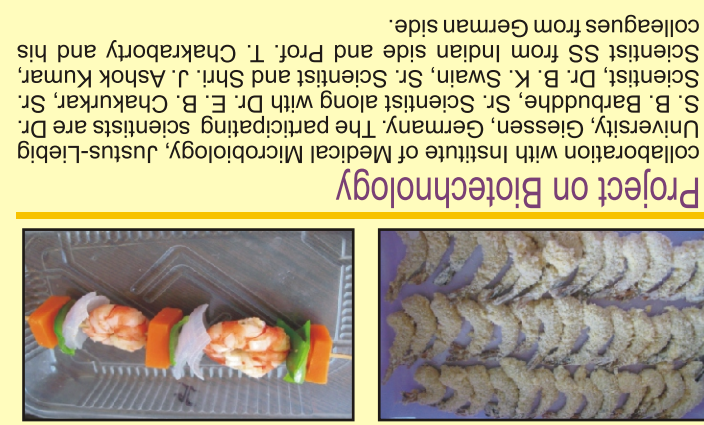 Project on Biotechnology
collaboration with Institute of Medical Microbiology, Justus-Liebig
University, Giessen, Germany. The participating scientists are Dr.
S. B. Barbuddhe, Sr. Scientist along with Dr. E. B. Chakurkar, Sr.
Scientist, Dr. B. K. Swain, Sr. Scientist and Shri. J. Ashok Kumar,
Scientist SS from Indian side and Prof. T. Chakraborty and his
colleagues from German side.